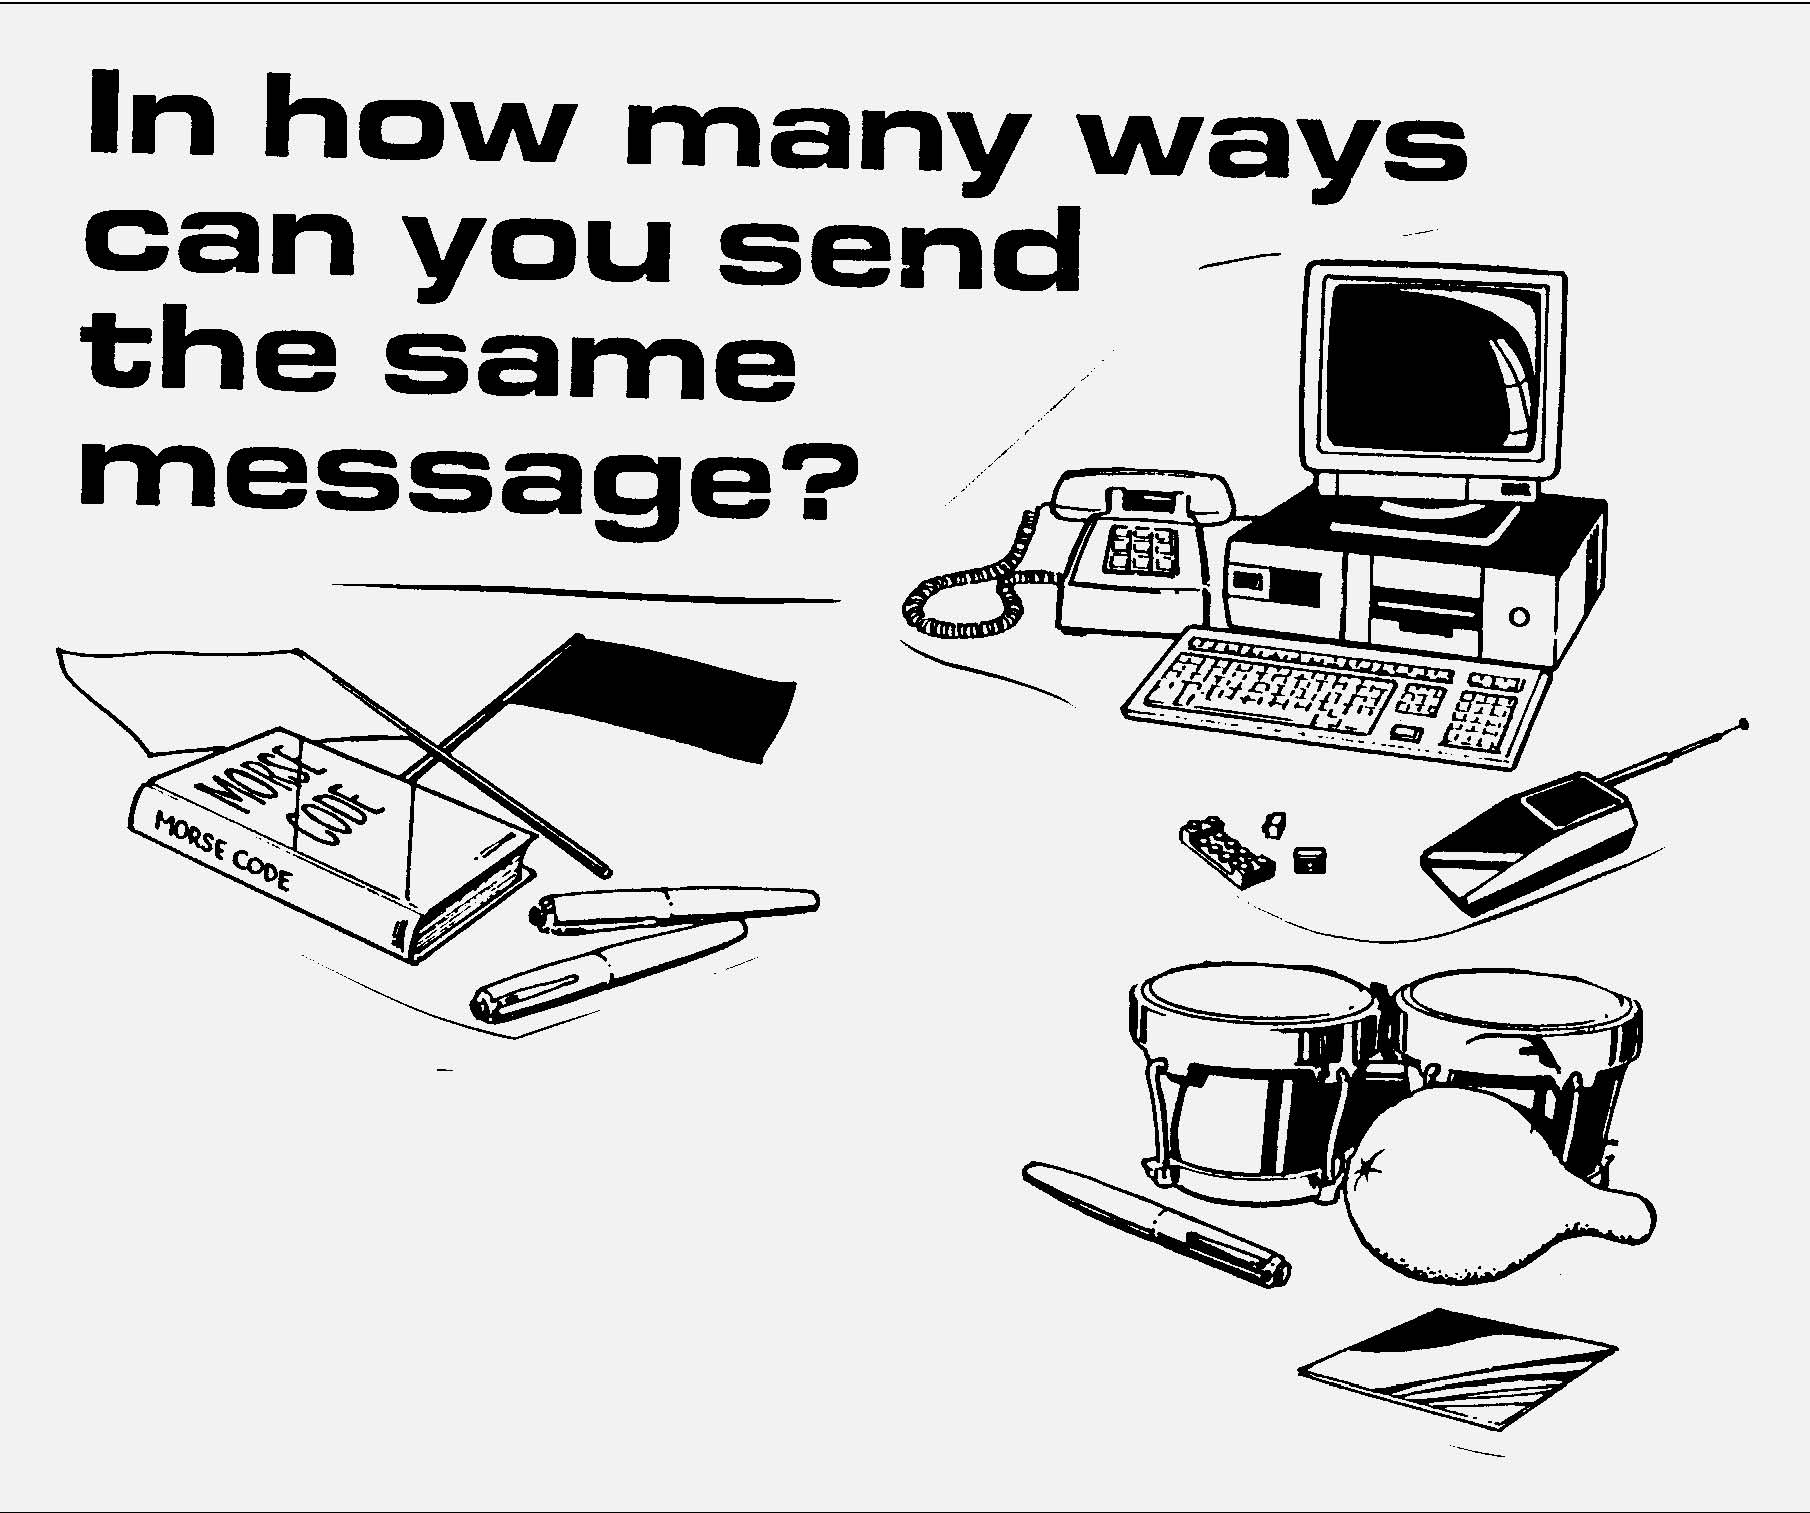 In how many ways
can you send
the same
message?
MORSE
CODE
MORSE CODE